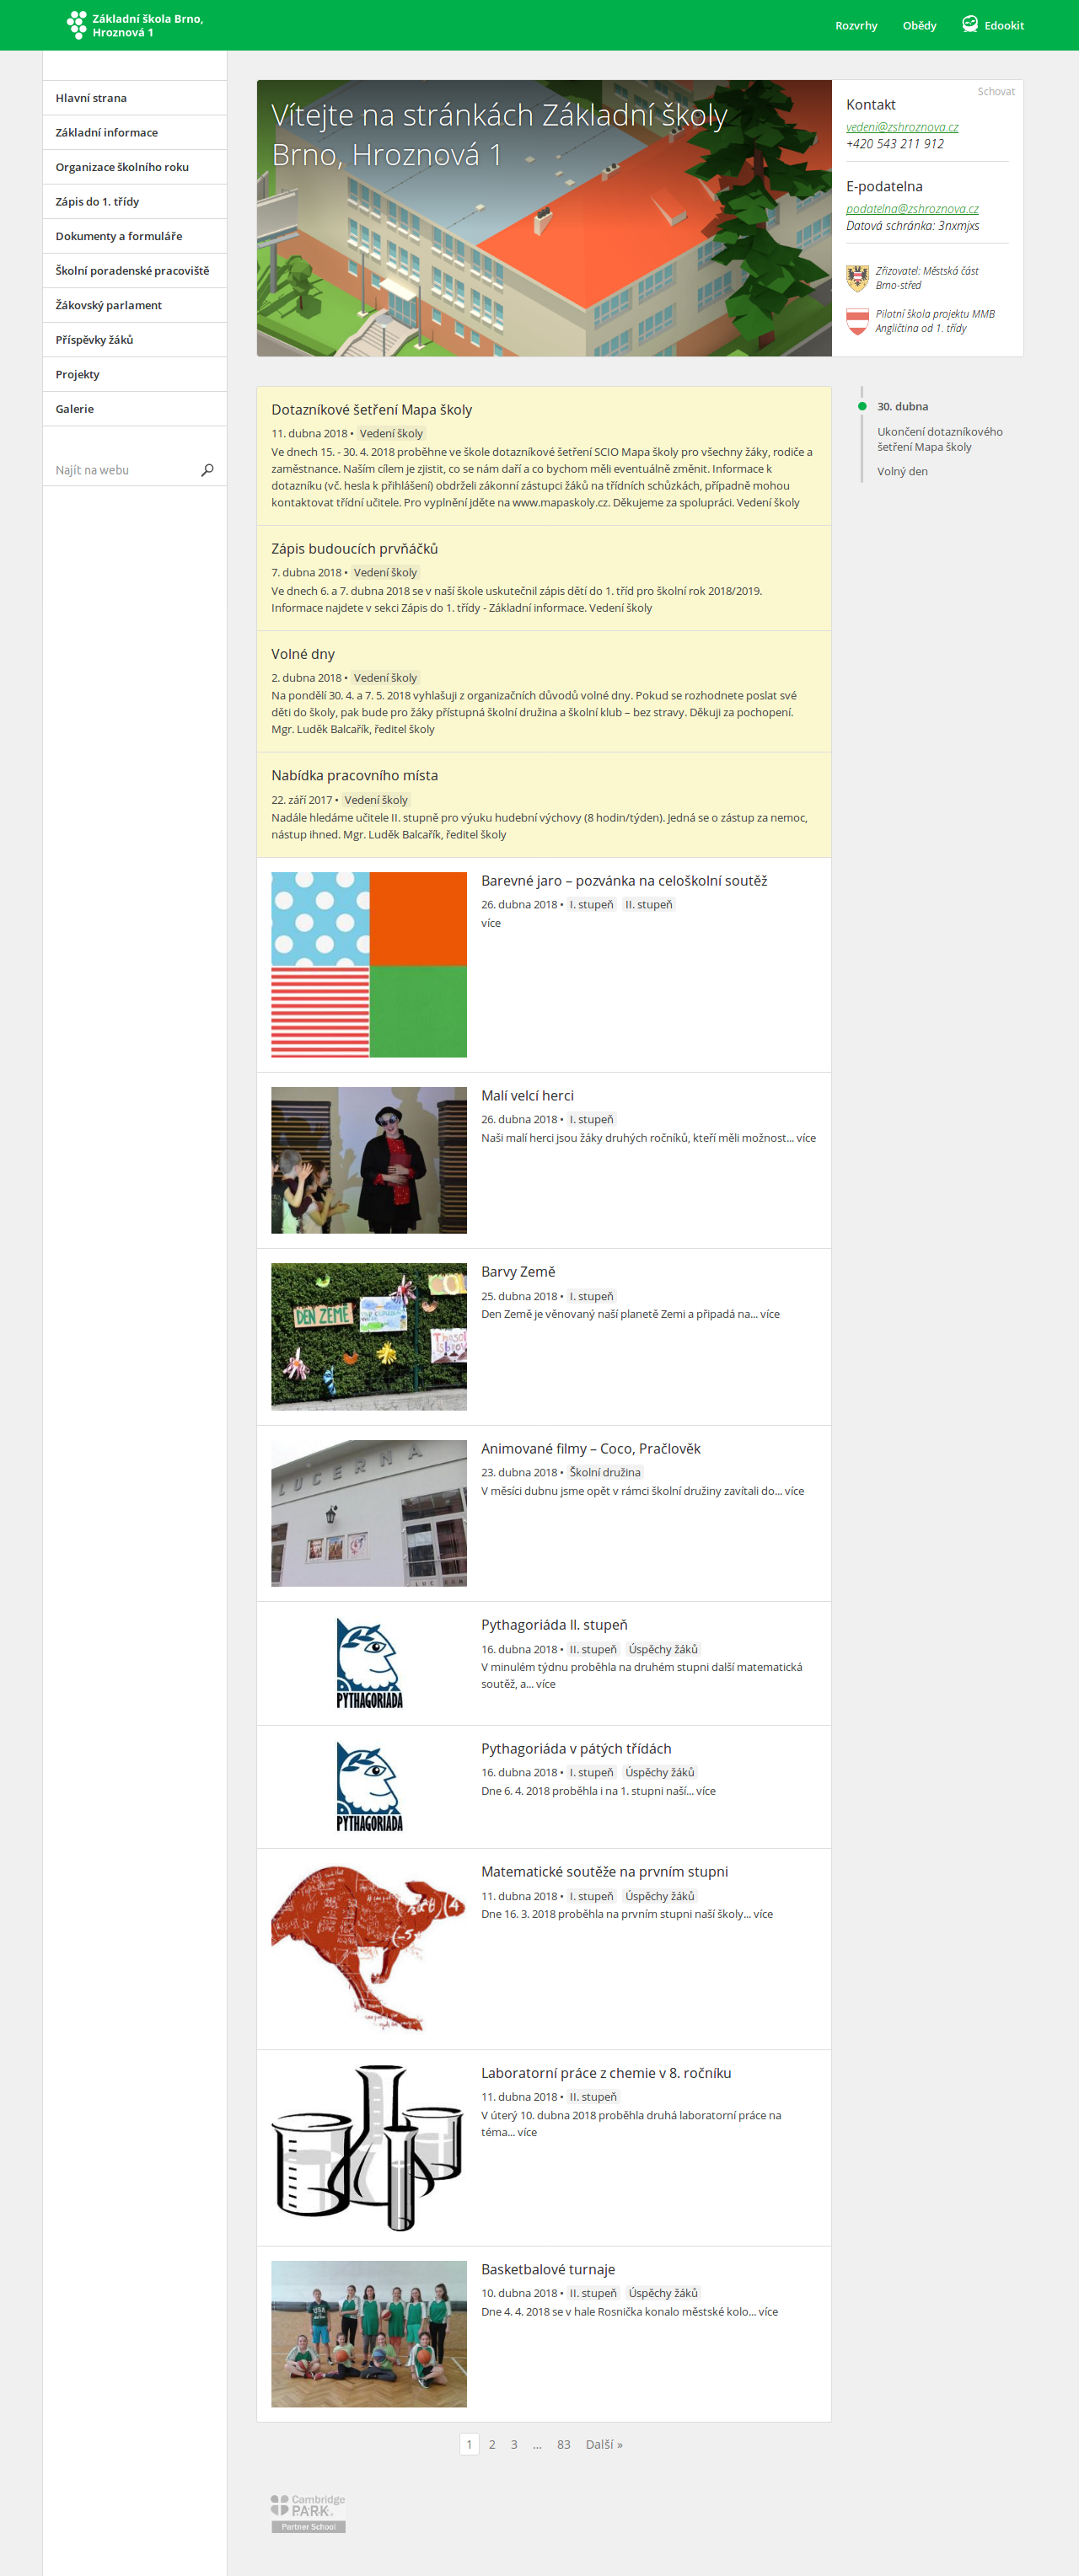 Základní škola Brno,
Hroznová 1
Rozvrhy
Obědy
Edookit
Hlavní strana
Základní informace
Organizace školního roku
Zápis do 1. třídy
Dokumenty a formuláře
Školní poradenské pracoviště
Žákovský parlament
Příspěvky žáků
Projekty
Galerie
Najít na webu
Vítejte na stránkách Základní školy
Brno, Hroznová 1
Schovat
Kontakt
vedeni@zshroznova.cz
+420 543 211 912
E-podatelna
podatelna@zshroznova.cz
Datová schránka: 3nxmjxs
Zřizovatel: Městská část
Brno-střed
Pilotní škola projektu MMB
Angličtina od 1. třídy
Dotazníkové šetření Mapa školy
11. dubna 2018 • Vedení školy
Ve dnech 15. - 30. 4. 2018 proběhne ve škole dotazníkové šetření SCIO Mapa školy pro všechny žáky, rodiče a
zaměstnance. Naším cílem je zjistit, co se nám daří a co bychom měli eventuálně změnit. Informace k
dotazníku (vč. hesla k přihlášení) obdrželi zákonní zástupci žáků na třídních schůzkách, případně mohou
kontaktovat třídní učitele. Pro vyplnění jděte na www.mapaskoly.cz. Děkujeme za spolupráci. Vedení školy
Zápis budoucích prvňáčků
7. dubna 2018 • Vedení školy
Ve dnech 6. a 7. dubna 2018 se v naší škole uskutečnil zápis dětí do 1. tříd pro školní rok 2018/2019.
Informace najdete v sekci Zápis do 1. třídy - Základní informace. Vedení školy
Volné dny
2. dubna 2018 • Vedení školy
Na pondělí 30. 4. a 7. 5. 2018 vyhlašuji z organizačních důvodů volné dny. Pokud se rozhodnete poslat své
děti do školy, pak bude pro žáky přístupná školní družina a školní klub – bez stravy. Děkuji za pochopení.
Mgr. Luděk Balcařík, ředitel školy
Nabídka pracovního místa
22. září 2017 • Vedení školy
Nadále hledáme učitele II. stupně pro výuku hudební výchovy (8 hodin/týden). Jedná se o zástup za nemoc,
nástup ihned. Mgr. Luděk Balcařík, ředitel školy
30. dubna
Ukončení dotazníkového
šetření Mapa školy
Volný den
Barevné jaro – pozvánka na celoškolní soutěž
26. dubna 2018 • I. stupeň II. stupeň
více
Malí velcí herci
26. dubna 2018 • I. stupeň
Naši malí herci jsou žáky druhých ročníků, kteří měli možnost... více
DEN ZEMĚ
Barvy Země
25. dubna 2018 • I. stupeň
Den Země je věnovaný naší planetě Zemi a připadá na... více
LUCERNA
Animované filmy – Coco, Pračlověk
23. dubna 2018 • Školní družina
V měsíci dubnu jsme opět v rámci školní družiny zavítali do... více
PYTHAGORIADA
Pythagoriáda II. stupeň
16. dubna 2018 • II. stupeň Úspěchy žáků
V minulém týdnu proběhla na druhém stupni další matematická
soutěž, a... více
PYTHAGORIADA
Pythagoriáda v pátých třídách
16. dubna 2018 • I. stupeň Úspěchy žáků
Dne 6. 4. 2018 proběhla i na 1. stupni naší... více
Matematické soutěže na prvním stupni
11. dubna 2018 • I. stupeň Úspěchy žáků
Dne 16. 3. 2018 proběhla na prvním stupni naší školy... více
Laboratorní práce z chemie v 8. ročníku
11. dubna 2018 • II. stupeň
V úterý 10. dubna 2018 proběhla druhá laboratorní práce na
téma... více
Basketbalové turnaje
10. dubna 2018 • II. stupeň Úspěchy žáků
Dne 4. 4. 2018 se v hale Rosnička konalo městské kolo... více
1 2 3 ... 83 Další »
Cambridge
PARK
Partner School